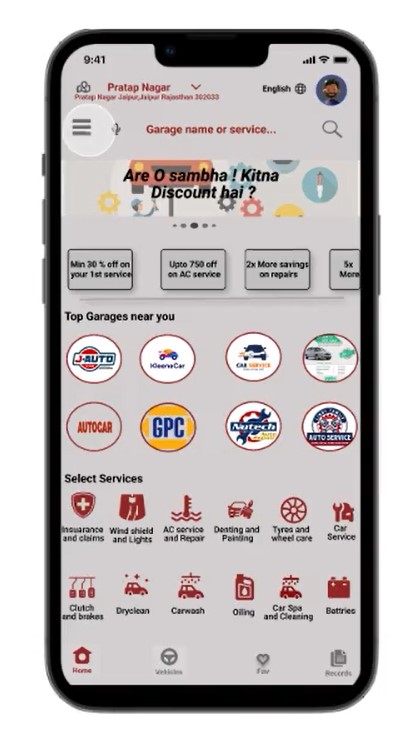 9:41
Pratap Nagar
English
Pratap Nagar Jaipur,Jaipur Rajasthan 302033
Garage name or service...
Are O sambha ! Kitna
Discount hai ?
Min 30 % off on
your 1st service
Upto 750 off
on AC service
2x More savings
on repairs
5x
More
Top Garages near you
J-AUTO
KleeneCar
CAR SERVICE
AUTOCAR
GPC
Nutech
AUTO SERVICE
Select Services
Insuarance
and claims
Wind shield
and Lights
AC service
and Repair
Denting and
Painting
Tyres and
wheel care
Car
Service
Clutch
and brakes
Dryclean
Carwash
Oiling
Car Spa
and Cleaning
Battries
Home
Vehicles
Fav
Records